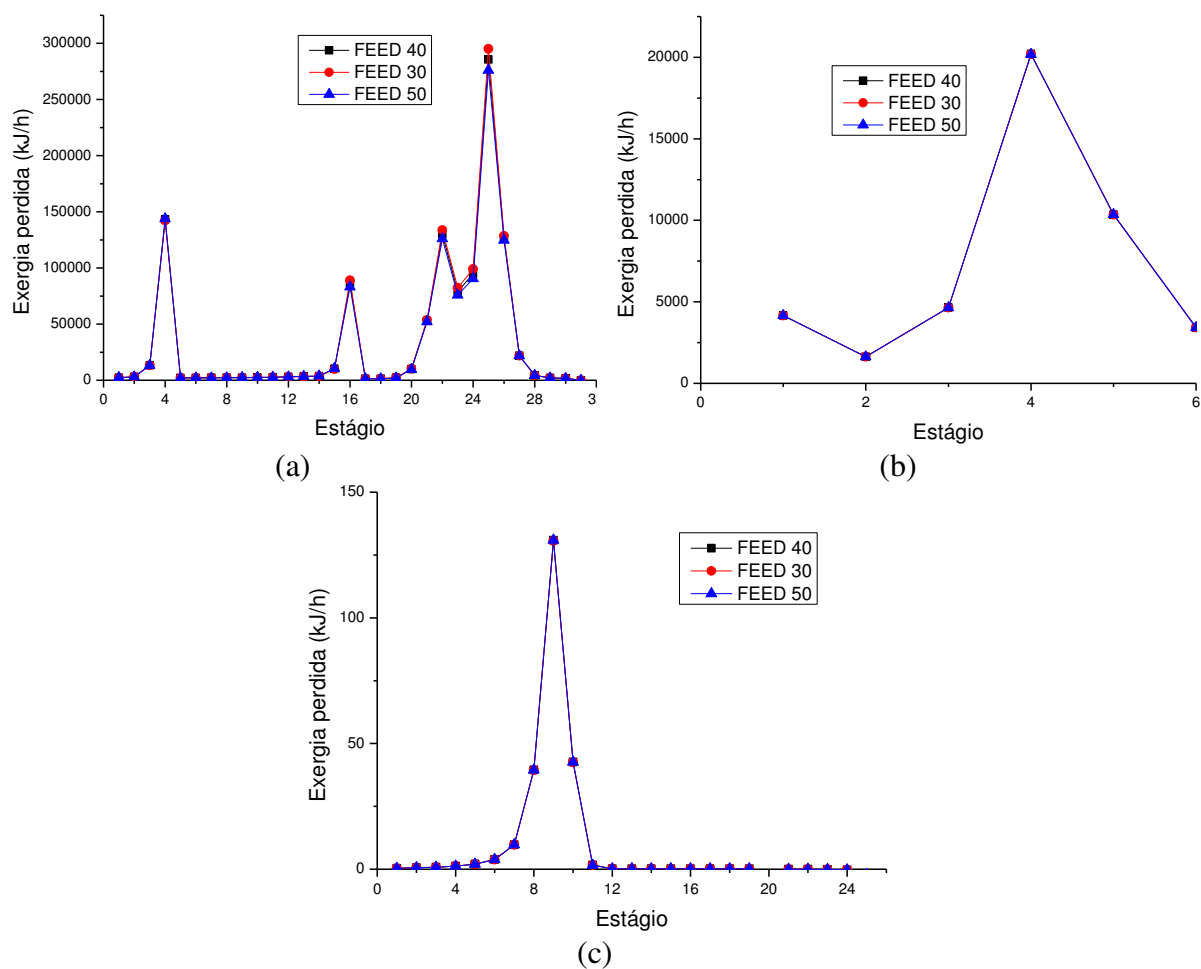 (a)
300000
250000
200000
150000
100000
50000
0
Exergia perdida (kJ/h)
FEED 40
FEED 30
FEED 50
0 4 8 12 16 20 24 28 3
Estágio
(a)
20000
15000
10000
5000
0
Exergia perdida (kJ/h)
FEED 40
FEED 30
FEED 50
0 2 4 6
Estágio
(b)
150
100
50
0
Exergia perdida (kJ/h)
FEED 40
FEED 30
FEED 50
0 4 8 12 16 20 24
Estágio
(c)